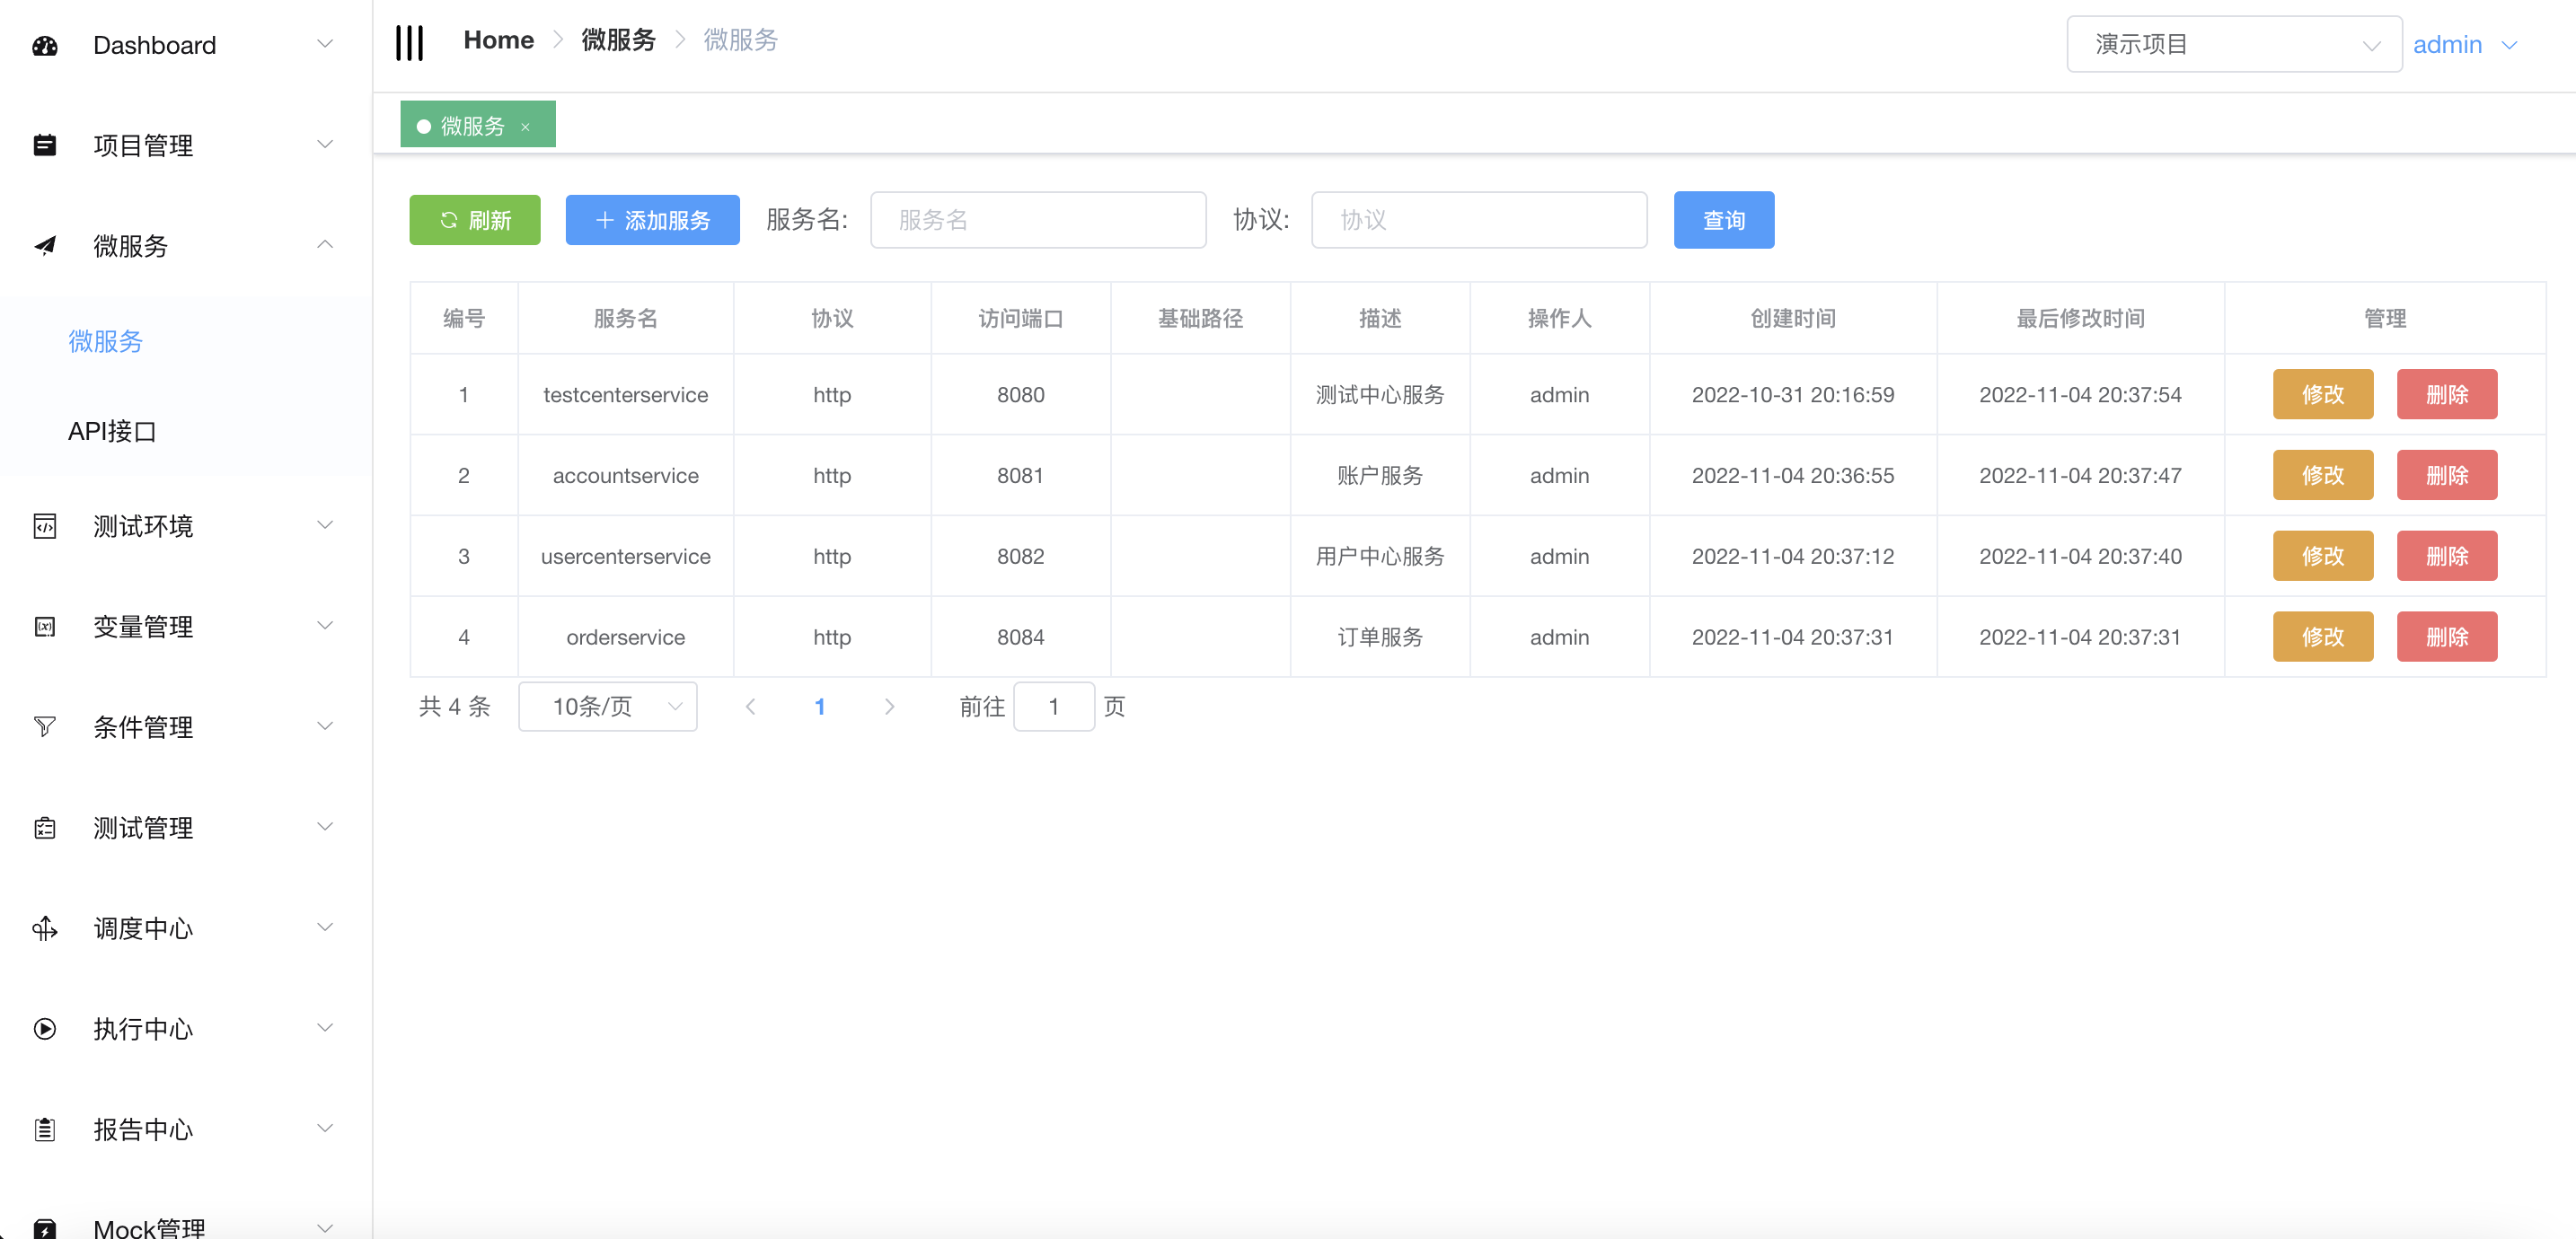 Dashboard
项目管理
微服务
微服务
API接口
测试环境
变量管理
条件管理
测试管理
调度中心
执行中心
报告中心
Mock管理
Home 微服务 微服务
演示项目 admin
微服务 ×
刷新 添加服务 服务名: 服务名 协议: 协议 查询
编号 服务名 协议 访问端口 基础路径 描述 操作人 创建时间 最后修改时间 管理
1 testcenterservice http 8080 测试中心服务 admin 2022-10-31 20:16:59 2022-11-04 20:37:54 修改 删除
2 accountservice http 8081 账户服务 admin 2022-11-04 20:36:55 2022-11-04 20:37:47 修改 删除
3 usercenterservice http 8082 用户中心服务 admin 2022-11-04 20:37:12 2022-11-04 20:37:40 修改 删除
4 orderservice http 8084 订单服务 admin 2022-11-04 20:37:31 2022-11-04 20:37:31 修改 删除
共 4 条 10条/页 1 前往 1 页